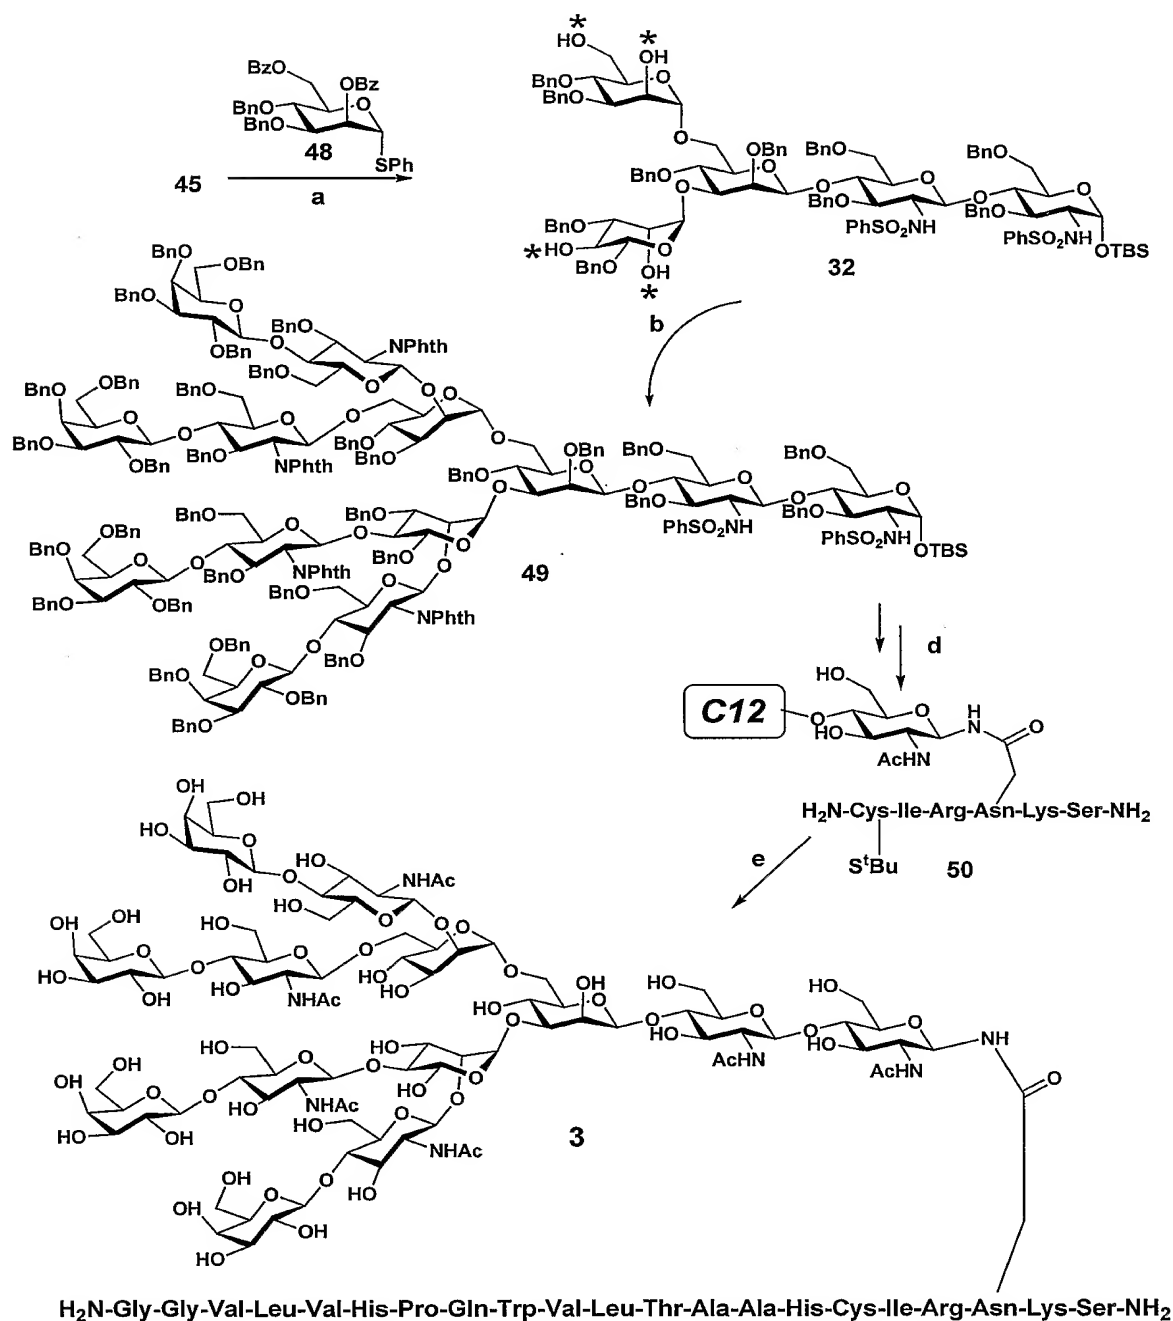 *
HO
*
OH
BzO
OBz
BnO
BnO
O
O
BnO
BnO
48
SPh
O
OBn
BnO
BnO
45
a
BnO
O
O
O
O
O
O
BnO
BnO
BnO
PhSO₂NH
PhSO₂NH
OTBS
*HO
BnO
OH
*
32
BnO
OBn
BnO
O
b
OBn
O
BnO
NPhth
BnO
O
O
BnO
OBn
BnO
O
O
O
BnO
O
O
O
BnO
OBn
BnO
NPhth
BnO
BnO
O
OBn
BnO
BnO
BnO
O
O
O
O
O
O
BnO
BnO
PhSO₂NH
PhSO₂NH
OTBS
OBn
BnO
BnO
O
O
BnO
O
O
BnO
O
BnO
NPhth
BnO
OBn
BnO
O
O
NPhth
49
OBn
BnO
O
O
BnO
OBn
BnO
d
HO
C12
O
O
H
N
O
HO
AcHN
H₂N-Cys-Ile-Arg-Asn-Lys-Ser-NH₂
SᵗBu
50
e
OH
OH
HO
O
HO
OH
O
NHAc
HO
O
O
OH
OH
HO
O
O
O
O
O
O
HO
OH
HO
NHAc
HO
HO
O
OH
HO
HO
HO
O
O
O
O
O
O
H
N
HO
HO
AcHN
AcHN
O
OH
OH
HO
HO
O
O
O
O
O
HO
OH
HO
NHAc
HO
HO
O
O
NHAc
3
OH
OH
O
O
HO
OH
HO
H₂N-Gly-Gly-Val-Leu-Val-His-Pro-Gln-Trp-Val-Leu-Thr-Ala-Ala-His-Cys-Ile-Arg-Asn-Lys-Ser-NH₂